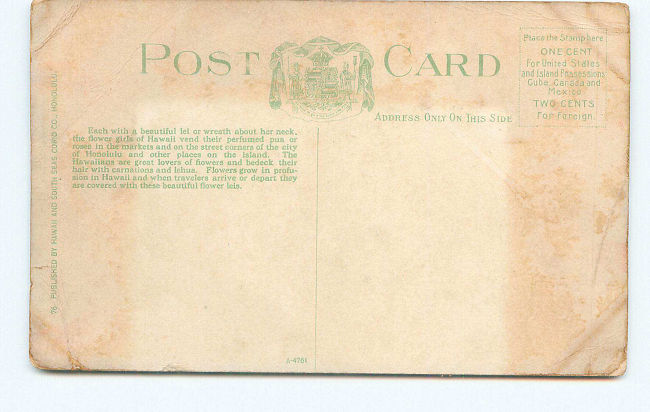 POST CARD
Place the Stamp here
ONE CENT
For United States
and Island Possessions
Cuba, Canada and
Mexico
TWO CENTS
For Foreign.
ADDRESS ONLY ON THIS SIDE
Each with a beautiful lei or wreath about her neck,
the flower girls of Hawaii vend their perfumed pua or
roses in the markets and on the street corners of the city
of Honolulu and other places on the island. The
Hawaiians are great lovers of flowers and bedeck their
hair with carnations and lehua. Flowers grow in profu-
sion in Hawaii and when travelers arrive or depart they
are covered with these beautiful flower leis.
76 PUBLISHED BY HAWAII AND SOUTH SEAS CURIO CO. HONOLULU
A-4761